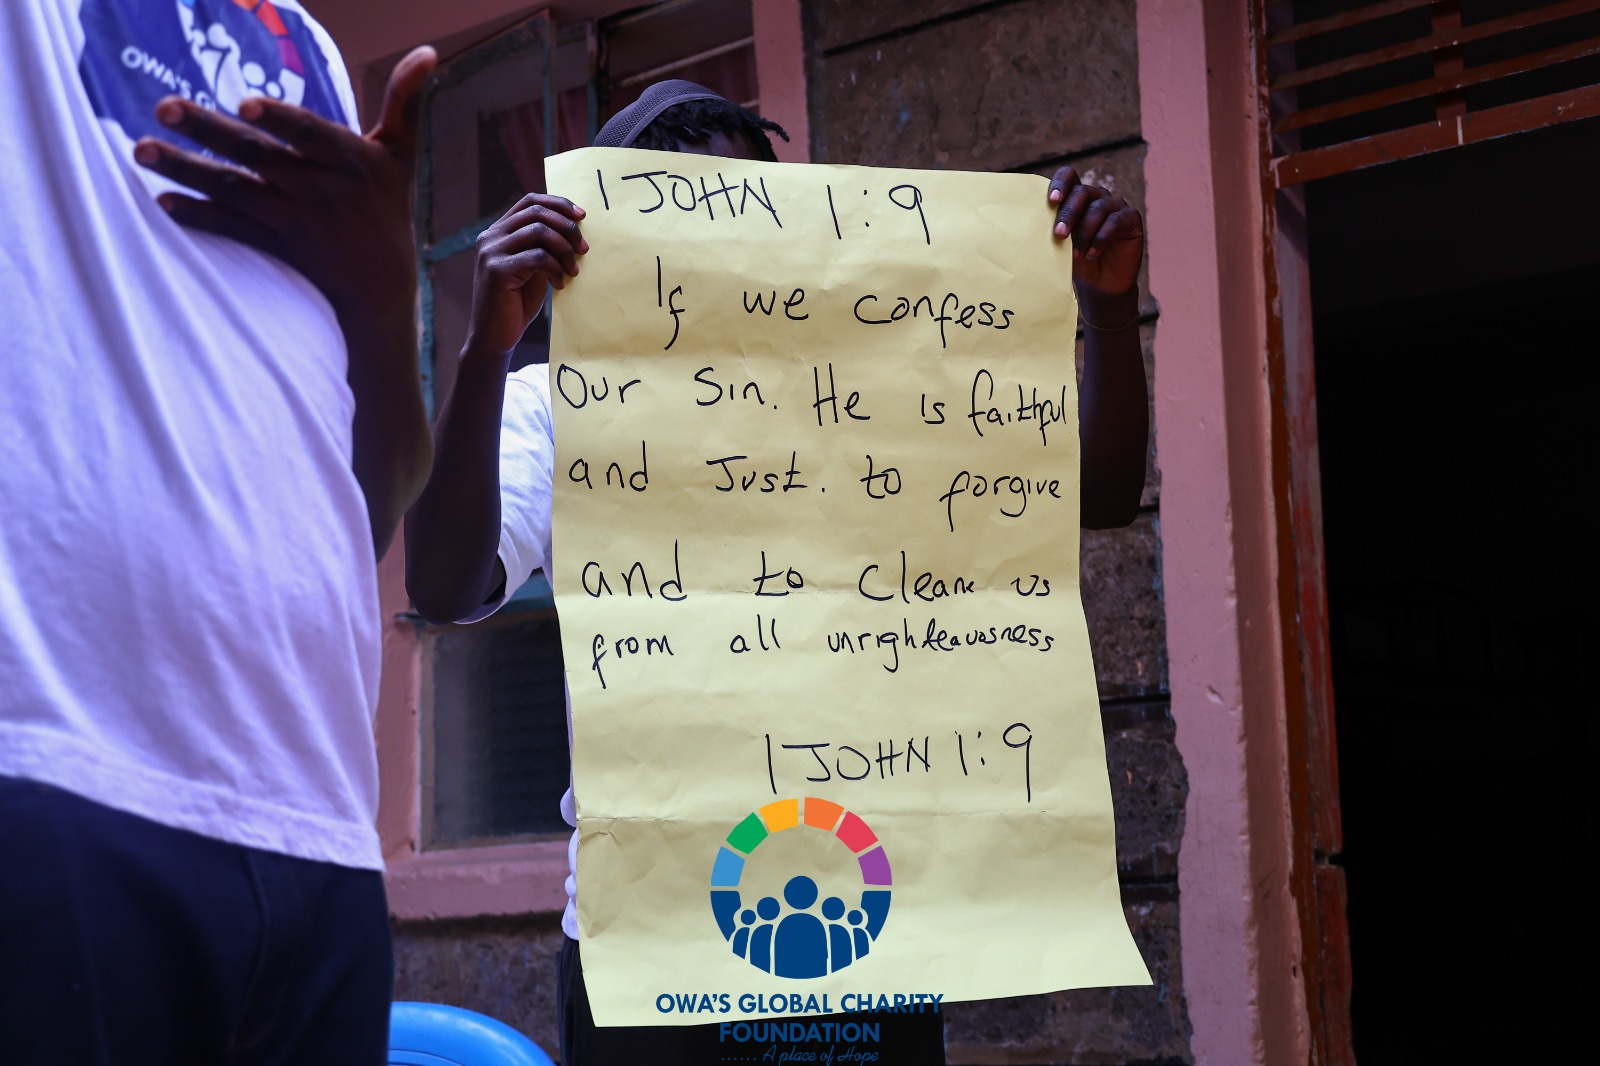 OWA'S GL
1 JOHN 1:9
If we confess
Our Sin. He is faithful
and Just. to forgive
and to Cleane us
from all unrighteousness
1 JOHN 1:9
OWA'S GLOBAL CHARITY
FOUNDATION
...... A place of Hope